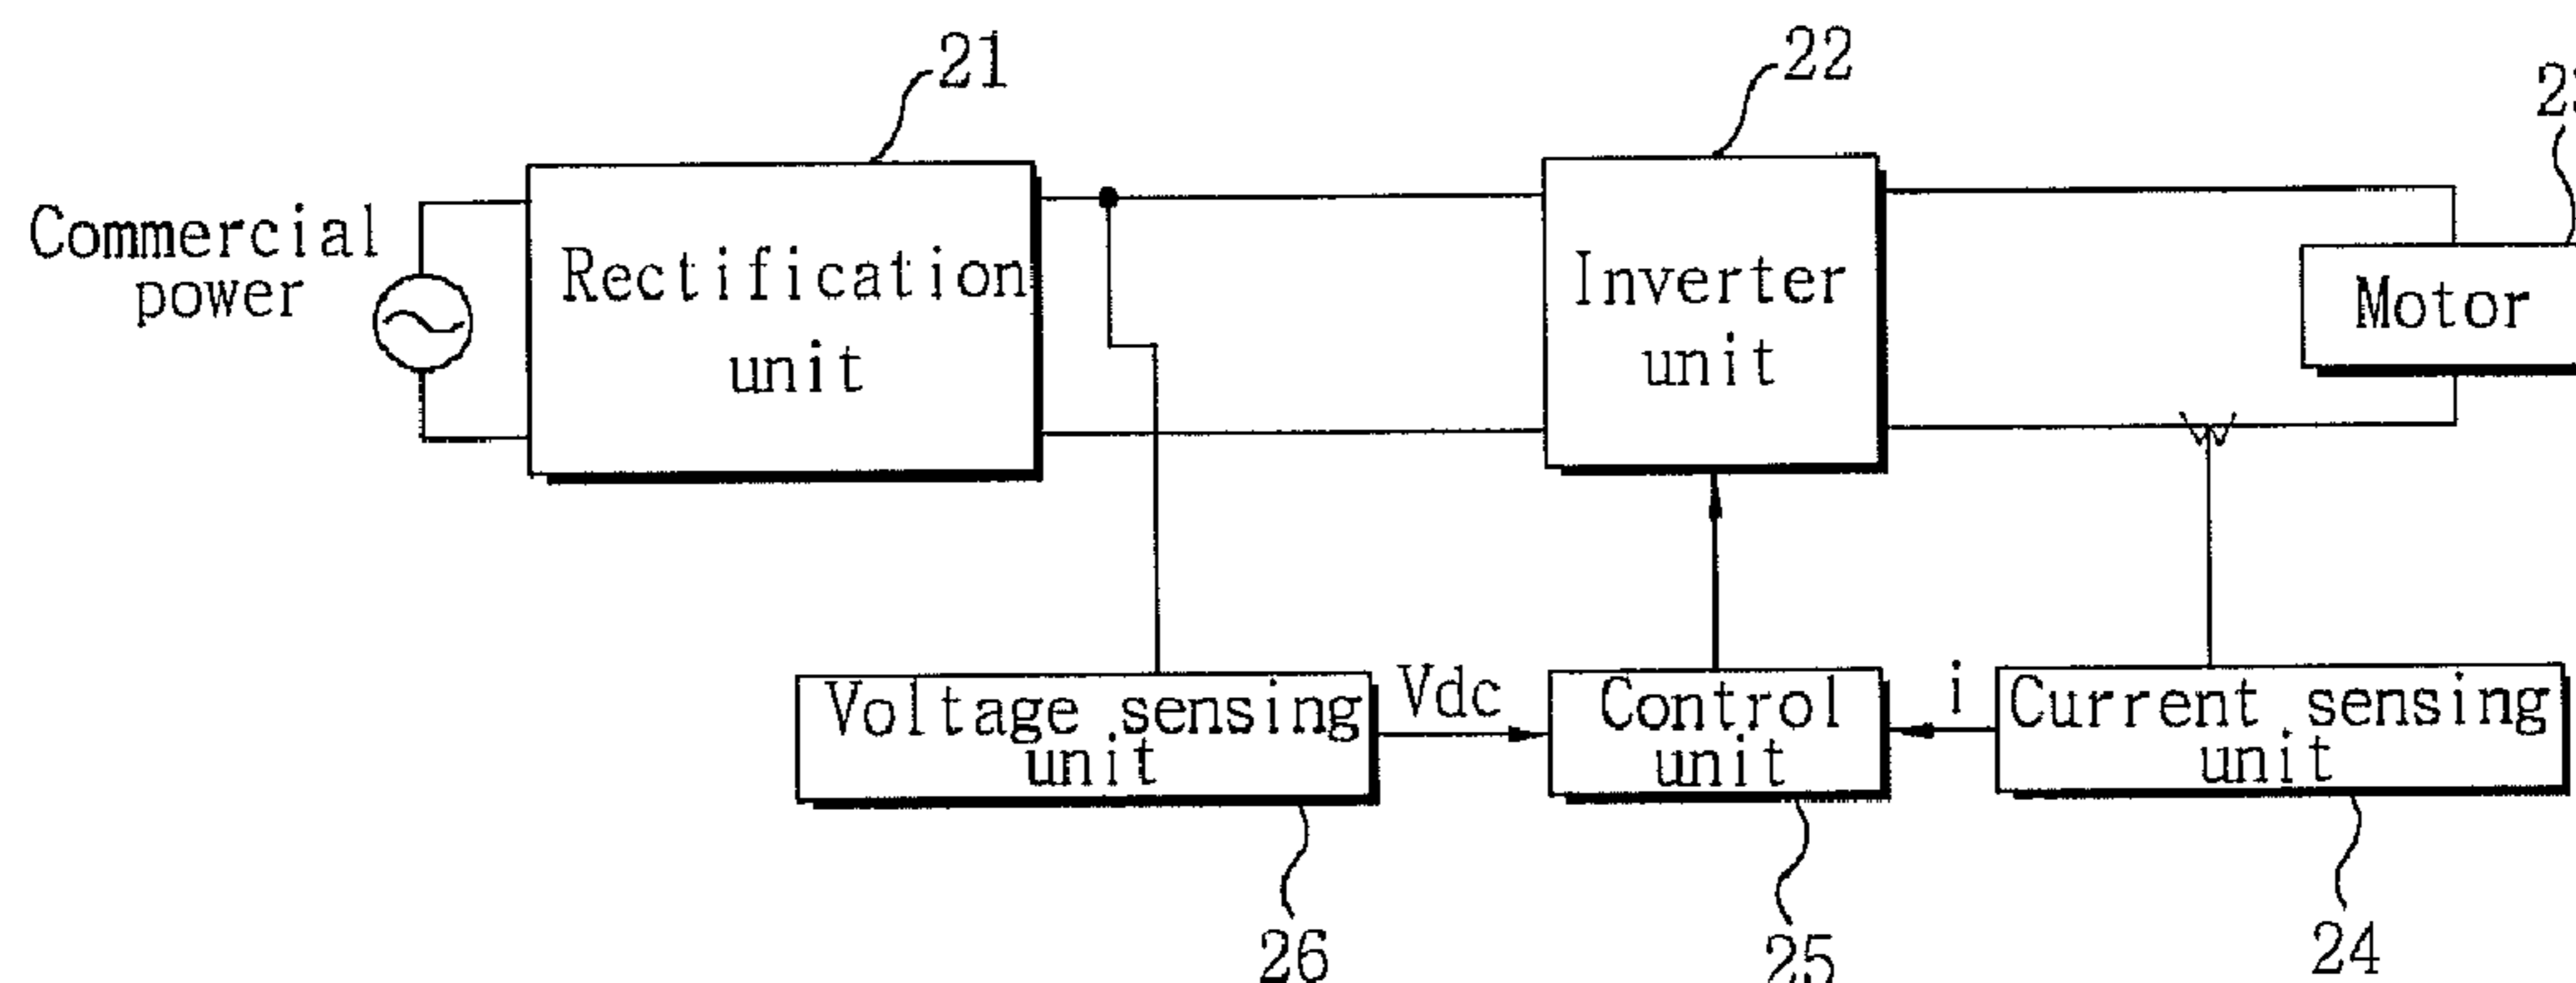 21
22
Commercial
power
Rectification
unit
Inverter
unit
Motor
Voltage sensing
unit
Vdc
Control
unit
i
Current sensing
unit
26
25
24